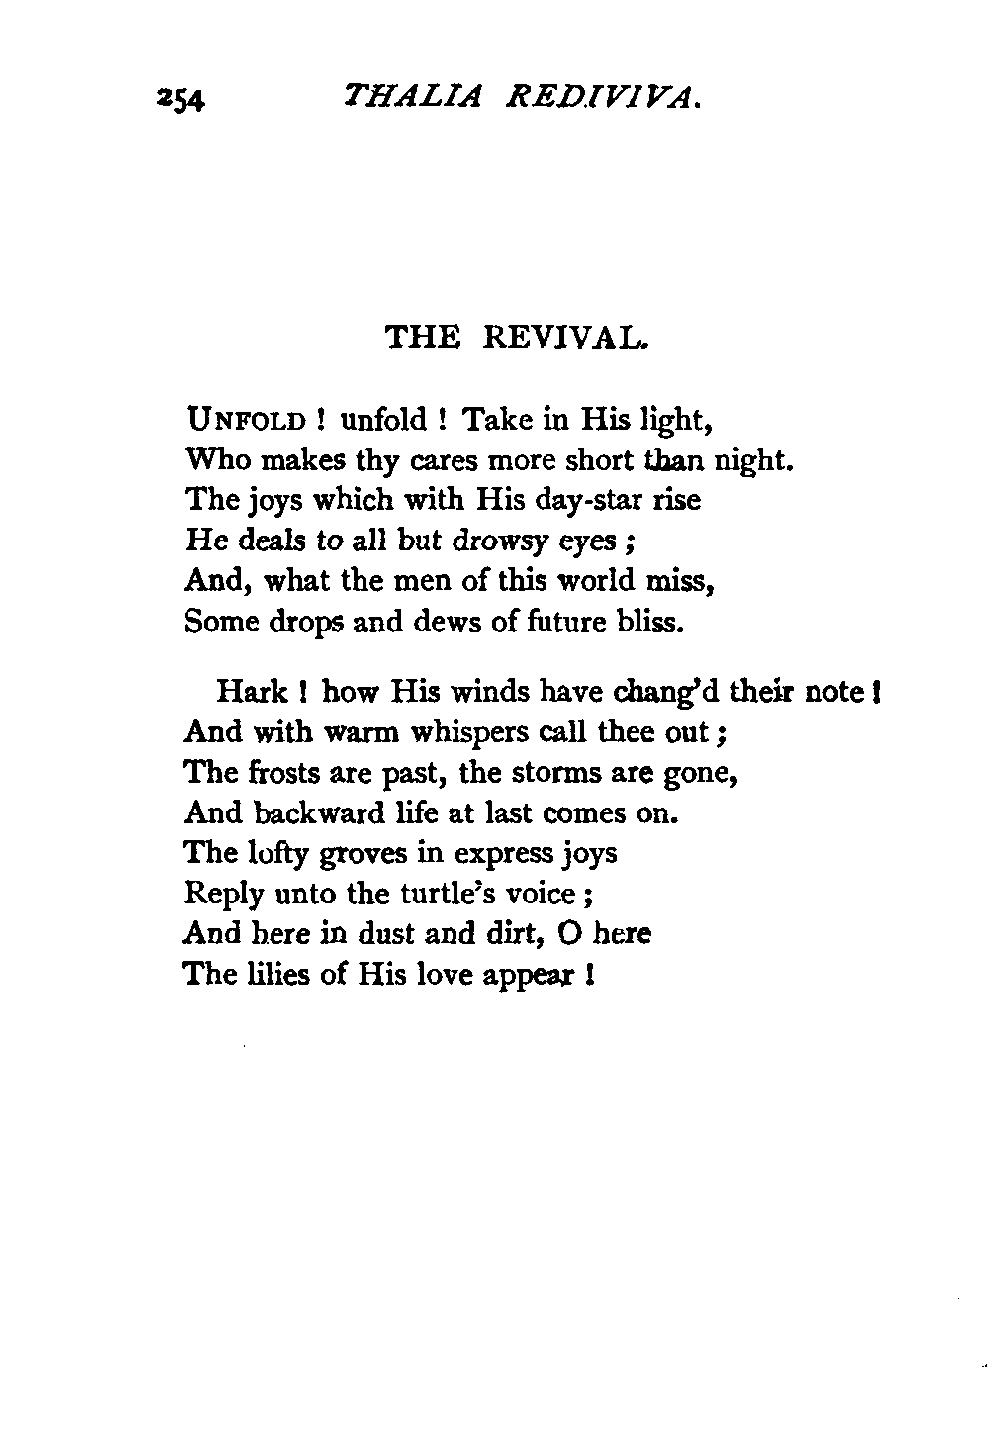 254 THALIA REDIVIVA.
THE REVIVAL.
UNFOLD ! unfold ! Take in His light,
Who makes thy cares more short than night.
The joys which with His day-star rise
He deals to all but drowsy eyes ;
And, what the men of this world miss,
Some drops and dews of future bliss.
Hark ! how His winds have chang'd their note !
And with warm whispers call thee out ;
The frosts are past, the storms are gone,
And backward life at last comes on.
The lofty groves in express joys
Reply unto the turtle's voice ;
And here in dust and dirt, O here
The lilies of His love appear !